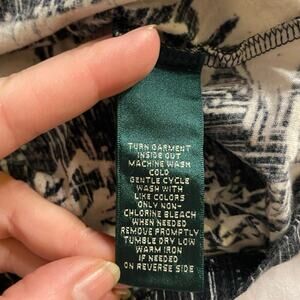 TURN GARMENT
INSIDE OUT
MACHINE WASH
COLD
GENTLE CYCLE
WASH WITH
LIKE COLORS
ONLY NON-
CHLORINE BLEACH
WHEN NEEDED
REMOVE PROMPTLY
TUMBLE DRY LOW
WARM IRON
IF NEEDED
ON REVERSE SIDE